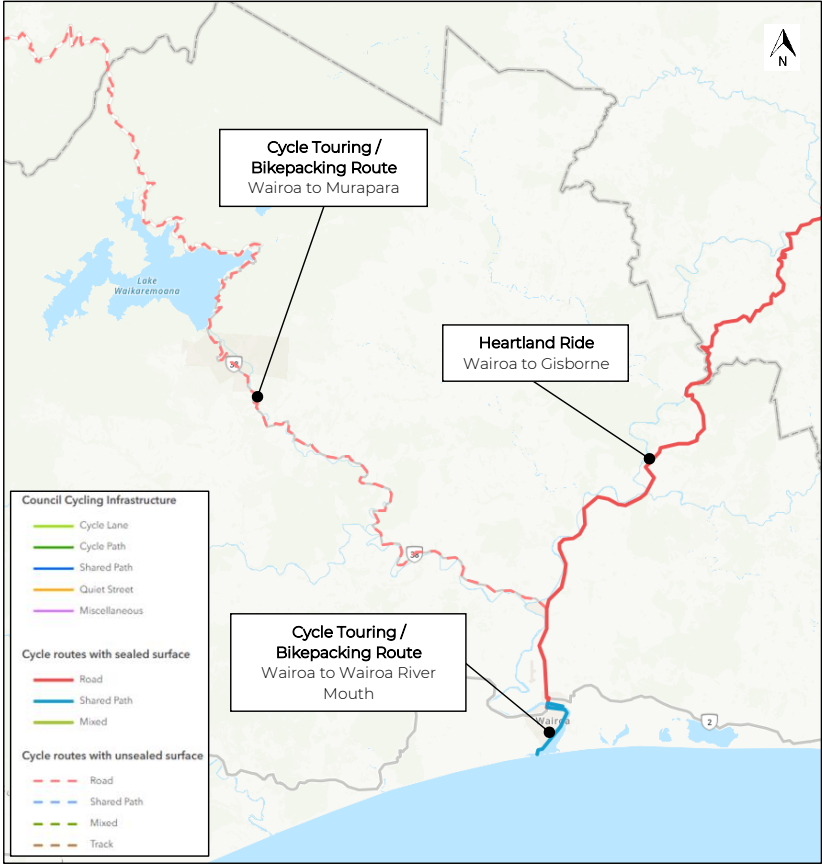 N
Cycle Touring /
Bikepacking Route
Wairoa to Murapara
Lake
Waikaremoana
Heartland Ride
Wairoa to Gisborne
38
38
Council Cycling Infrastructure
Cycle Lane
Cycle Path
Shared Path
Quiet Street
Miscellaneous
Cycle routes with sealed surface
Road
Shared Path
Mixed
Cycle routes with unsealed surface
Road
Shared Path
Mixed
Track
Cycle Touring /
Bikepacking Route
Wairoa to Wairoa River
Mouth
Wairoa
2